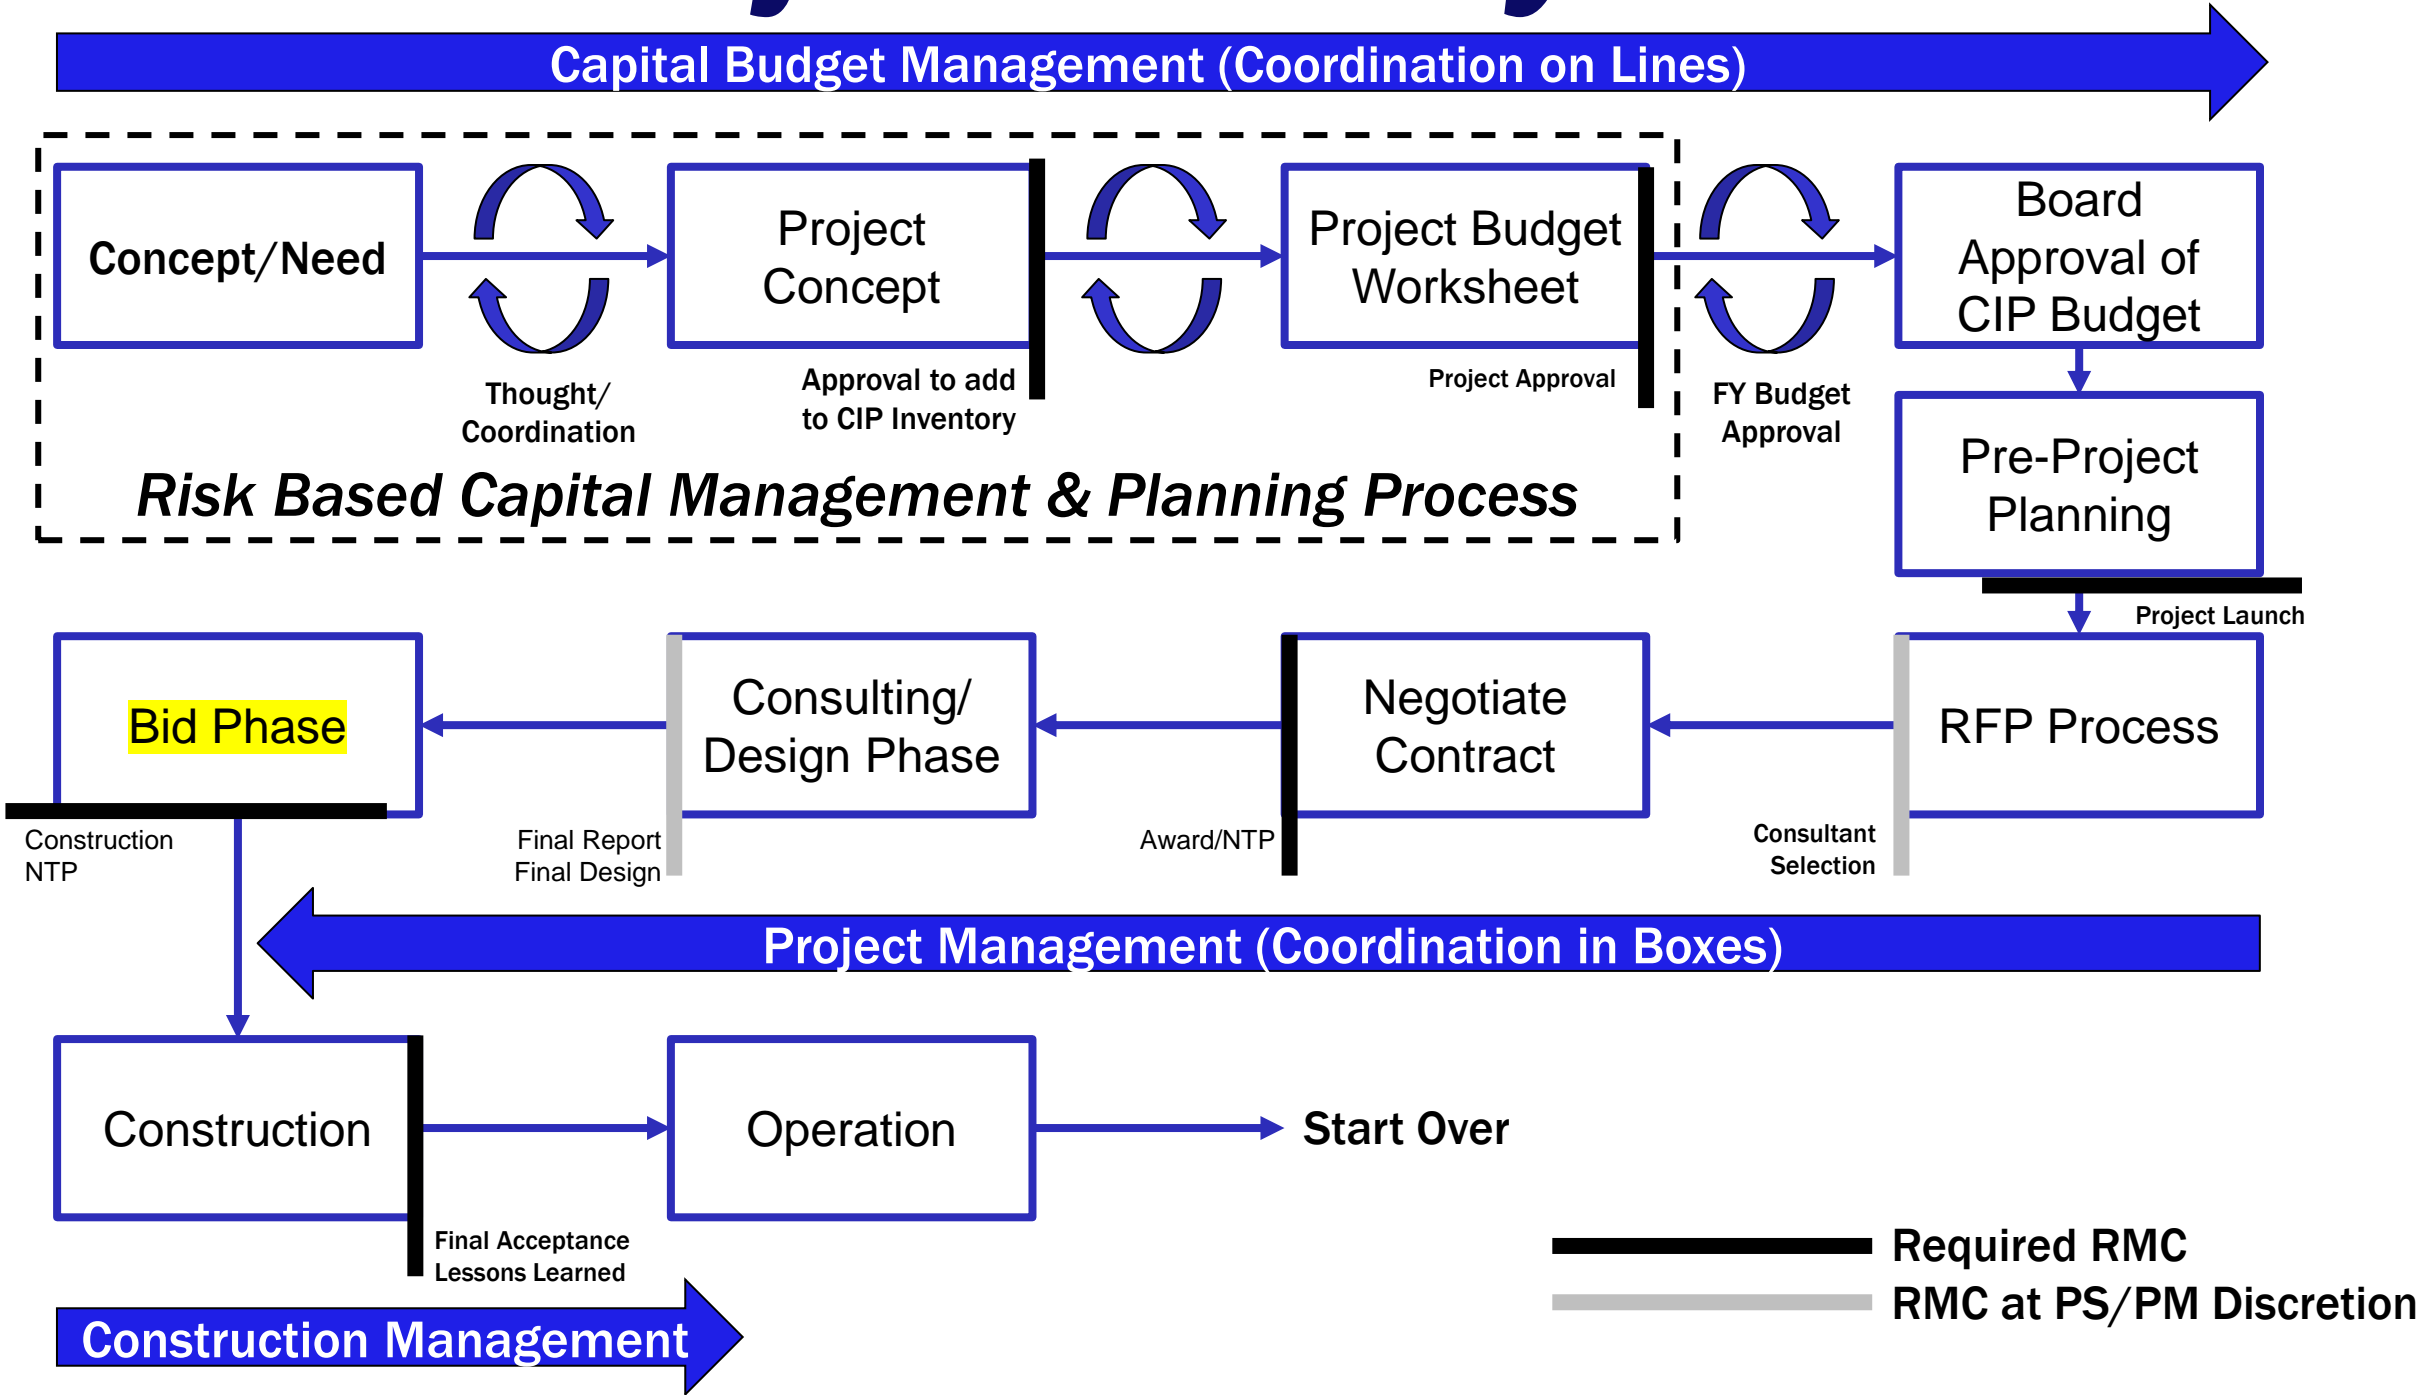 Capital Budget Management (Coordination on Lines)
Concept/Need
Project
Concept
Project Budget
Worksheet
Board
Approval of
CIP Budget
Thought/
Coordination
Approval to add
to CIP Inventory
Project Approval
FY Budget
Approval
Risk Based Capital Management & Planning Process
Pre-Project
Planning
Project Launch
Bid Phase
Consulting/
Design Phase
Negotiate
Contract
RFP Process
Construction
NTP
Final Report
Final Design
Award/NTP
Consultant
Selection
Project Management (Coordination in Boxes)
Construction
Operation
Start Over
Final Acceptance
Lessons Learned
Required RMC
RMC at PS/PM Discretion
Construction Management